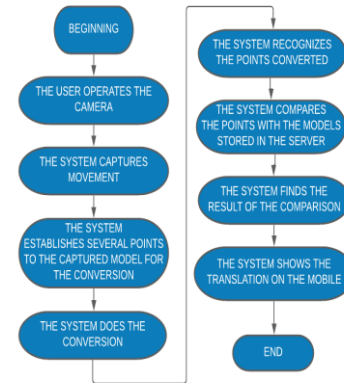 BEGINNING
THE USER OPERATES THE
CAMERA
THE SYSTEM CAPTURES
MOVEMENT
THE SYSTEM
ESTABLISHES SEVERAL POINTS
TO THE CAPTURED MODEL FOR
THE CONVERSION
THE SYSTEM DOES THE
CONVERSION
THE SYSTEM RECOGNIZES
THE POINTS CONVERTED
THE SYSTEM COMPARES
THE POINTS WITH THE MODELS
STORED IN THE SERVER
THE SYSTEM FINDS THE
RESULT OF THE COMPARISON
THE SYSTEM SHOWS THE
TRANSLATION ON THE MOBILE
END